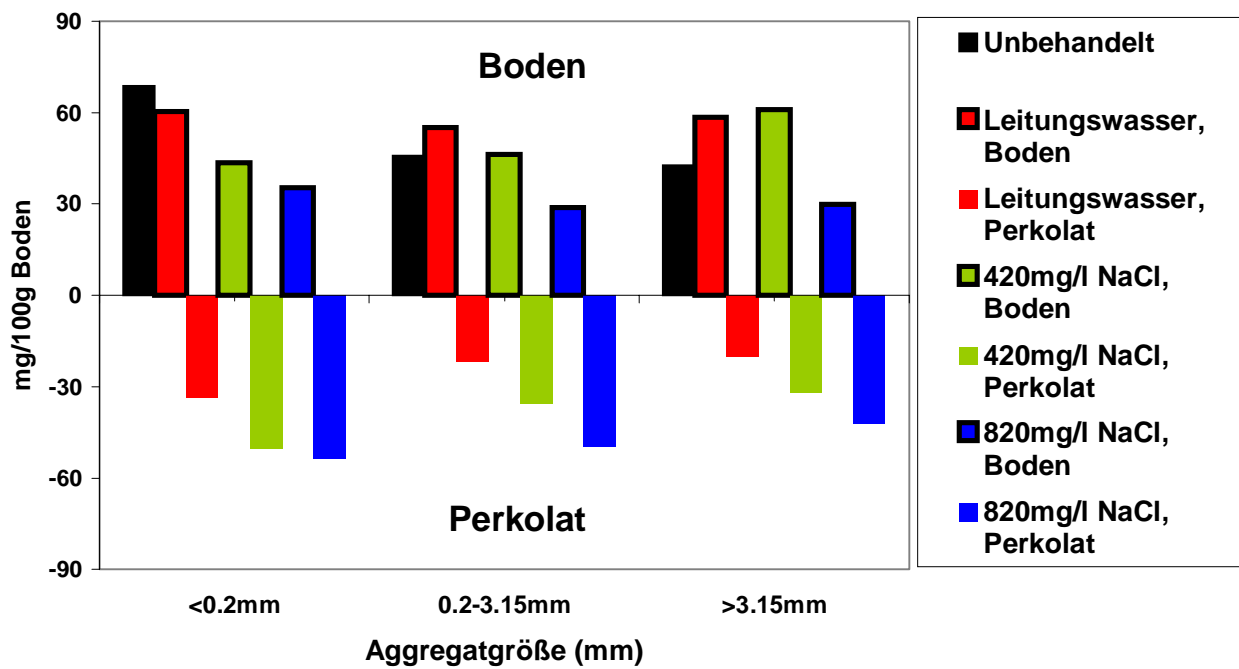 90
60
30
0
-30
-60
-90
mg/100g Boden
Boden
Perkolat
<0.2mm
0.2-3.15mm
>3.15mm
Aggregatgröße (mm)
Unbehandelt
Leitungswasser,
Boden
Leitungswasser,
Perkolat
420mg/l NaCl,
Boden
420mg/l NaCl,
Perkolat
820mg/l NaCl,
Boden
820mg/l NaCl,
Perkolat